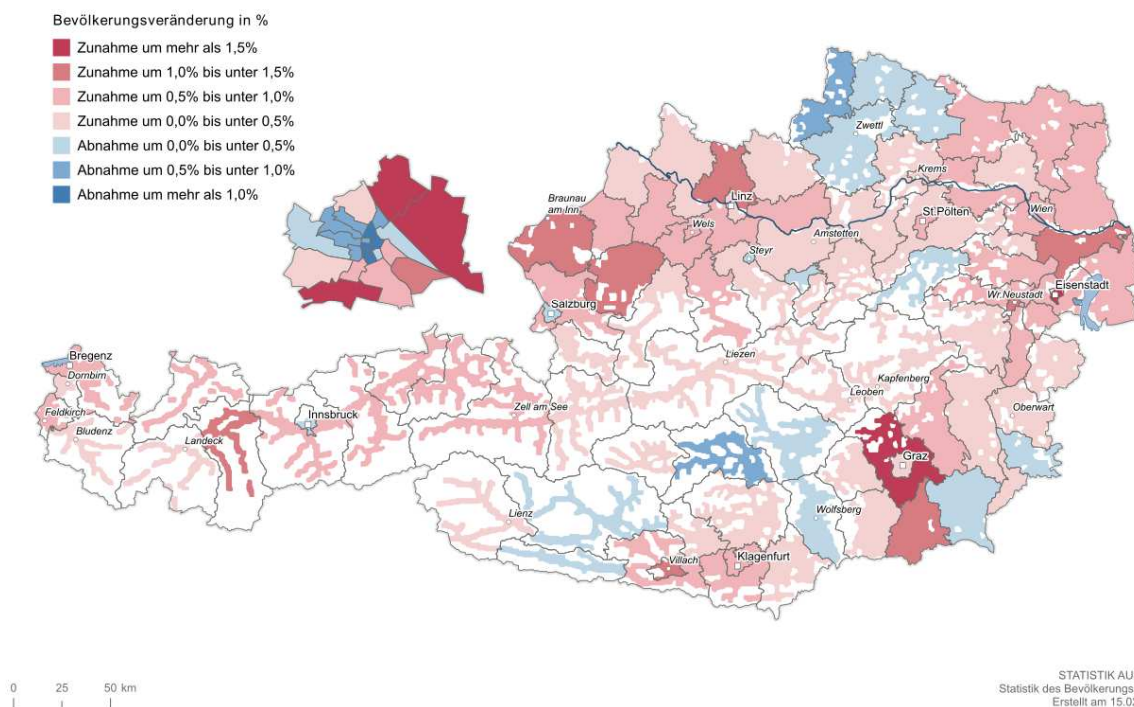 Bevölkerungsveränderung in %
Zunahme um mehr als 1,5%
Zunahme um 1,0% bis unter 1,5%
Zunahme um 0,5% bis unter 1,0%
Zunahme um 0,0% bis unter 0,5%
Abnahme um 0,0% bis unter 0,5%
Abnahme um 0,5% bis unter 1,0%
Abnahme um mehr als 1,0%
Zwettl
Krems
Linz
Braunau
am Inn
St.Pölten
Wien
Wels
Amstetten
Steyr
Eisenstadt
Wr.Neustadt
Salzburg
Bregenz
Liezen
Dornbirn
Kapfenberg
Leoben
Feldkirch
Innsbruck
Zell am See
Oberwart
Bludenz
Landeck
Graz
Lienz
Wolfsberg
Villach
Klagenfurt
0 25 50 km
STATISTIK AU
Statistik des Bevölkerungs
Erstellt am 15.02